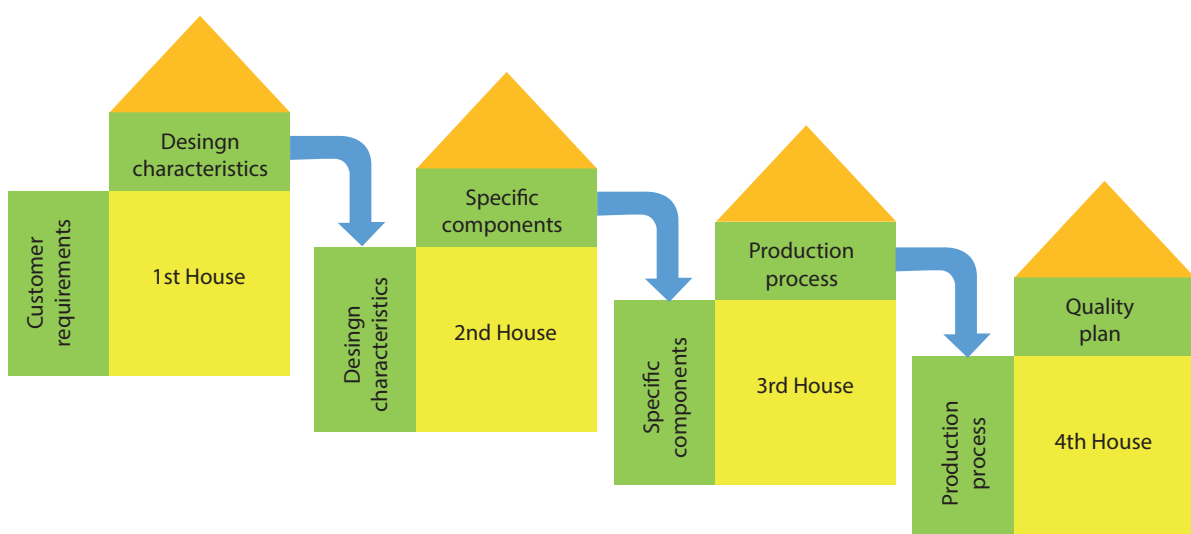 Desingn
characteristics
Customer
requirements
1st House
Specific
components
Desingn
characteristics
2nd House
Production
process
Specific
components
3rd House
Quality
plan
Production
process
4th House